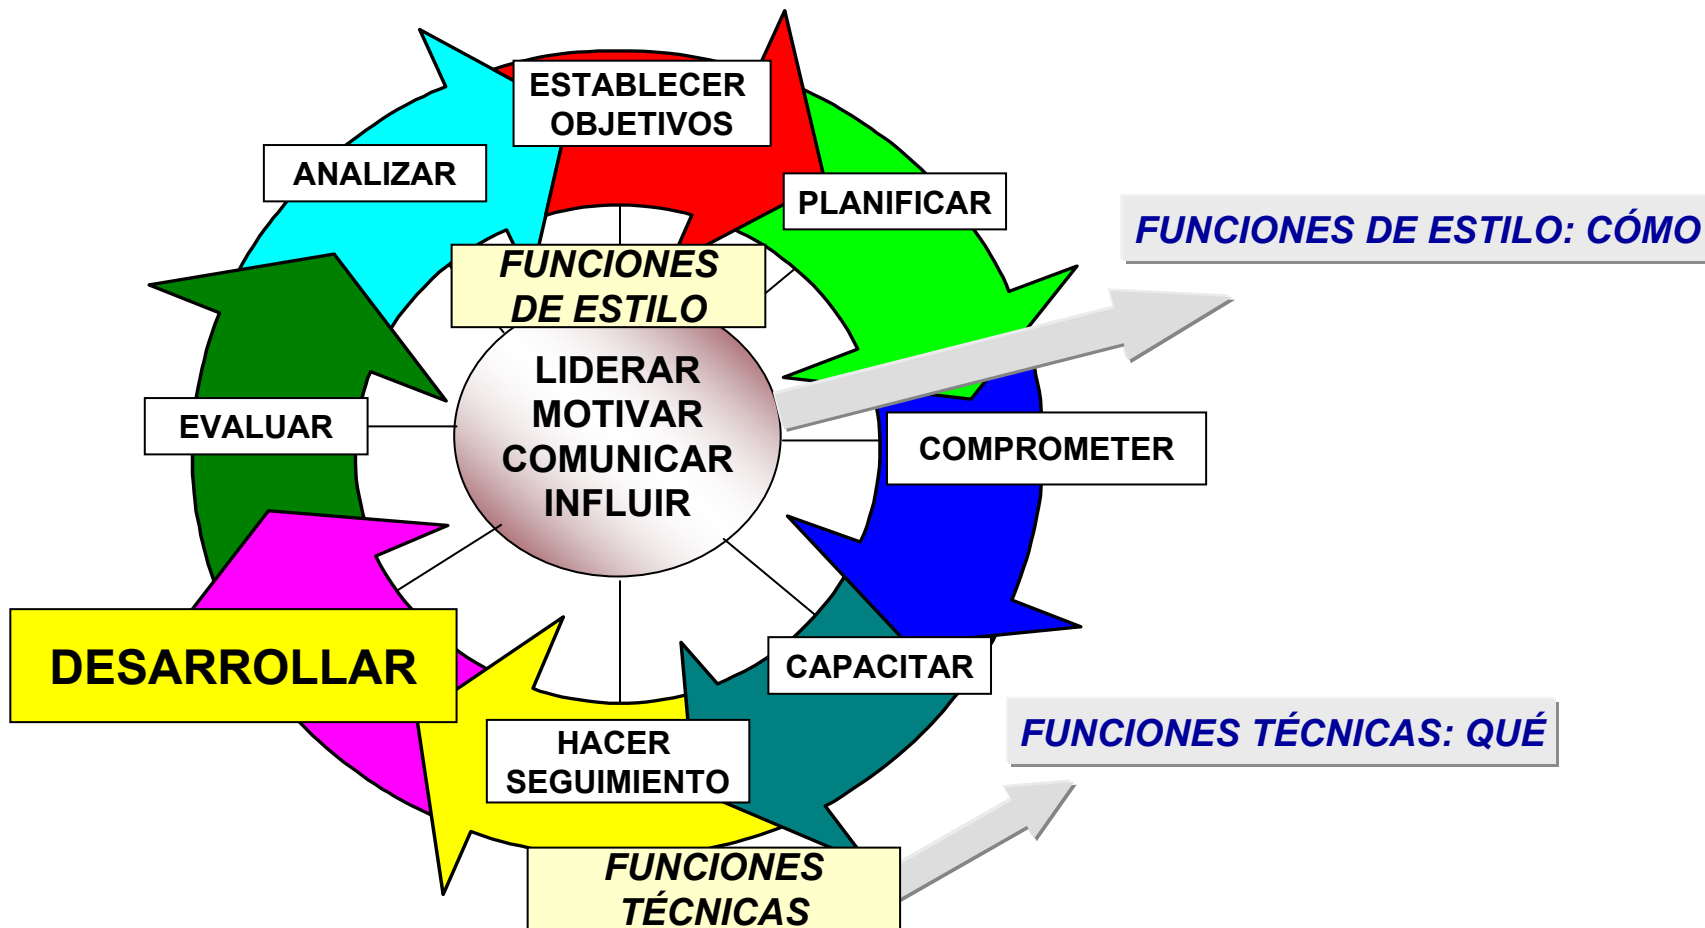 ESTABLECER
OBJETIVOS
ANALIZAR
PLANIFICAR
FUNCIONES DE ESTILO: CÓMO
FUNCIONES
DE ESTILO
LIDERAR
MOTIVAR
COMUNICAR
INFLUIR
EVALUAR
COMPROMETER
DESARROLLAR
CAPACITAR
HACER
SEGUIMIENTO
FUNCIONES TÉCNICAS: QUÉ
FUNCIONES
TÉCNICAS